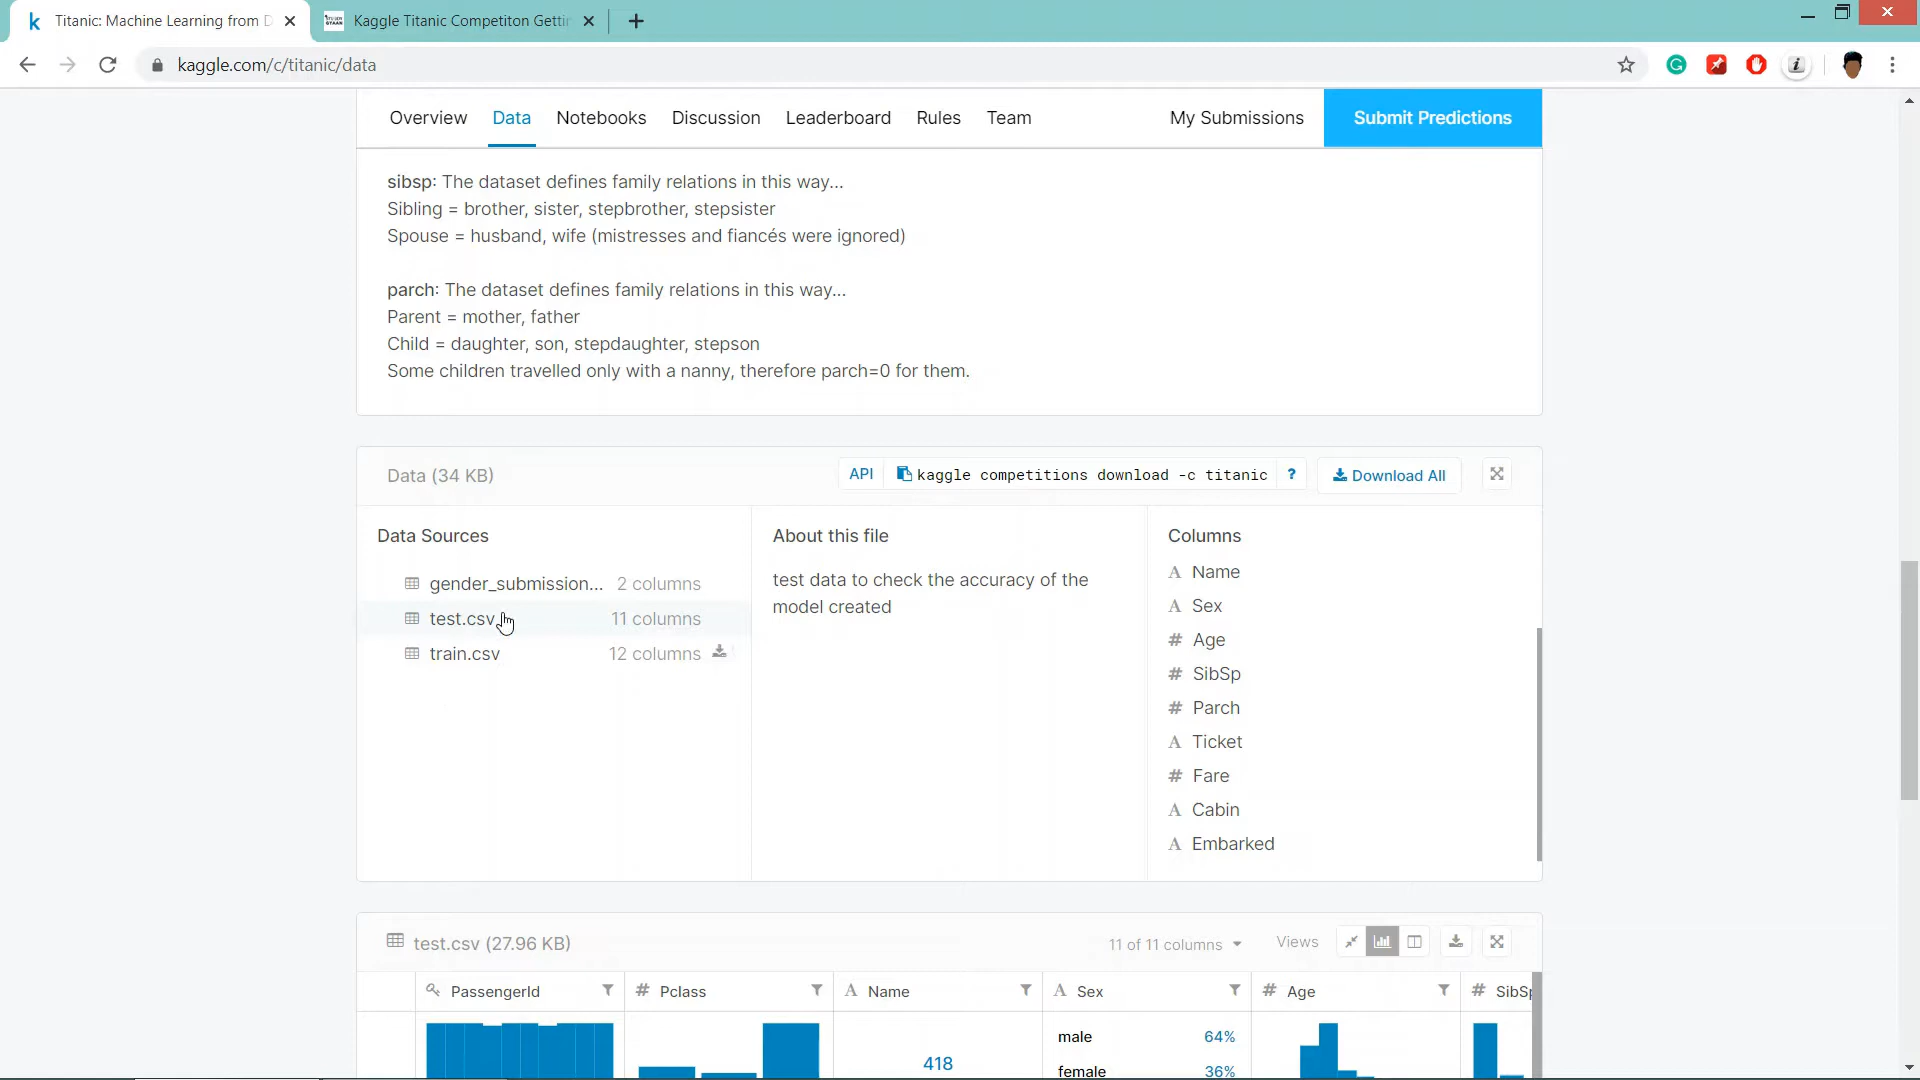 Titanic: Machine Learning from D
Kaggle Titanic Competiton Gettin
kaggle.com/c/titanic/data
Overview Data Notebooks Discussion Leaderboard Rules Team My Submissions Submit Predictions
sibsp: The dataset defines family relations in this way...
Sibling = brother, sister, stepbrother, stepsister
Spouse = husband, wife (mistresses and fiancés were ignored)
parch: The dataset defines family relations in this way...
Parent = mother, father
Child = daughter, son, stepdaughter, stepson
Some children travelled only with a nanny, therefore parch=0 for them.
Data (34 KB)
API kaggle competitions download -c titanic ? Download All
Data Sources
gender_submission... 2 columns
test.csv 11 columns
train.csv 12 columns
About this file
test data to check the accuracy of the
model created
Columns
A Name
A Sex
# Age
# SibSp
# Parch
A Ticket
# Fare
A Cabin
A Embarked
test.csv (27.96 KB)
11 of 11 columns Views
PassengerId # Pclass A Name A Sex # Age # SibSp
male 64%
418
female 36%